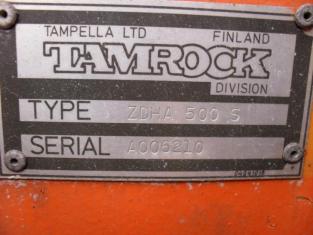 TAMPELLA LTD FINLAND
TAMROCK
DIVISION
TYPE ZDHA 500 S
SERIAL A006210